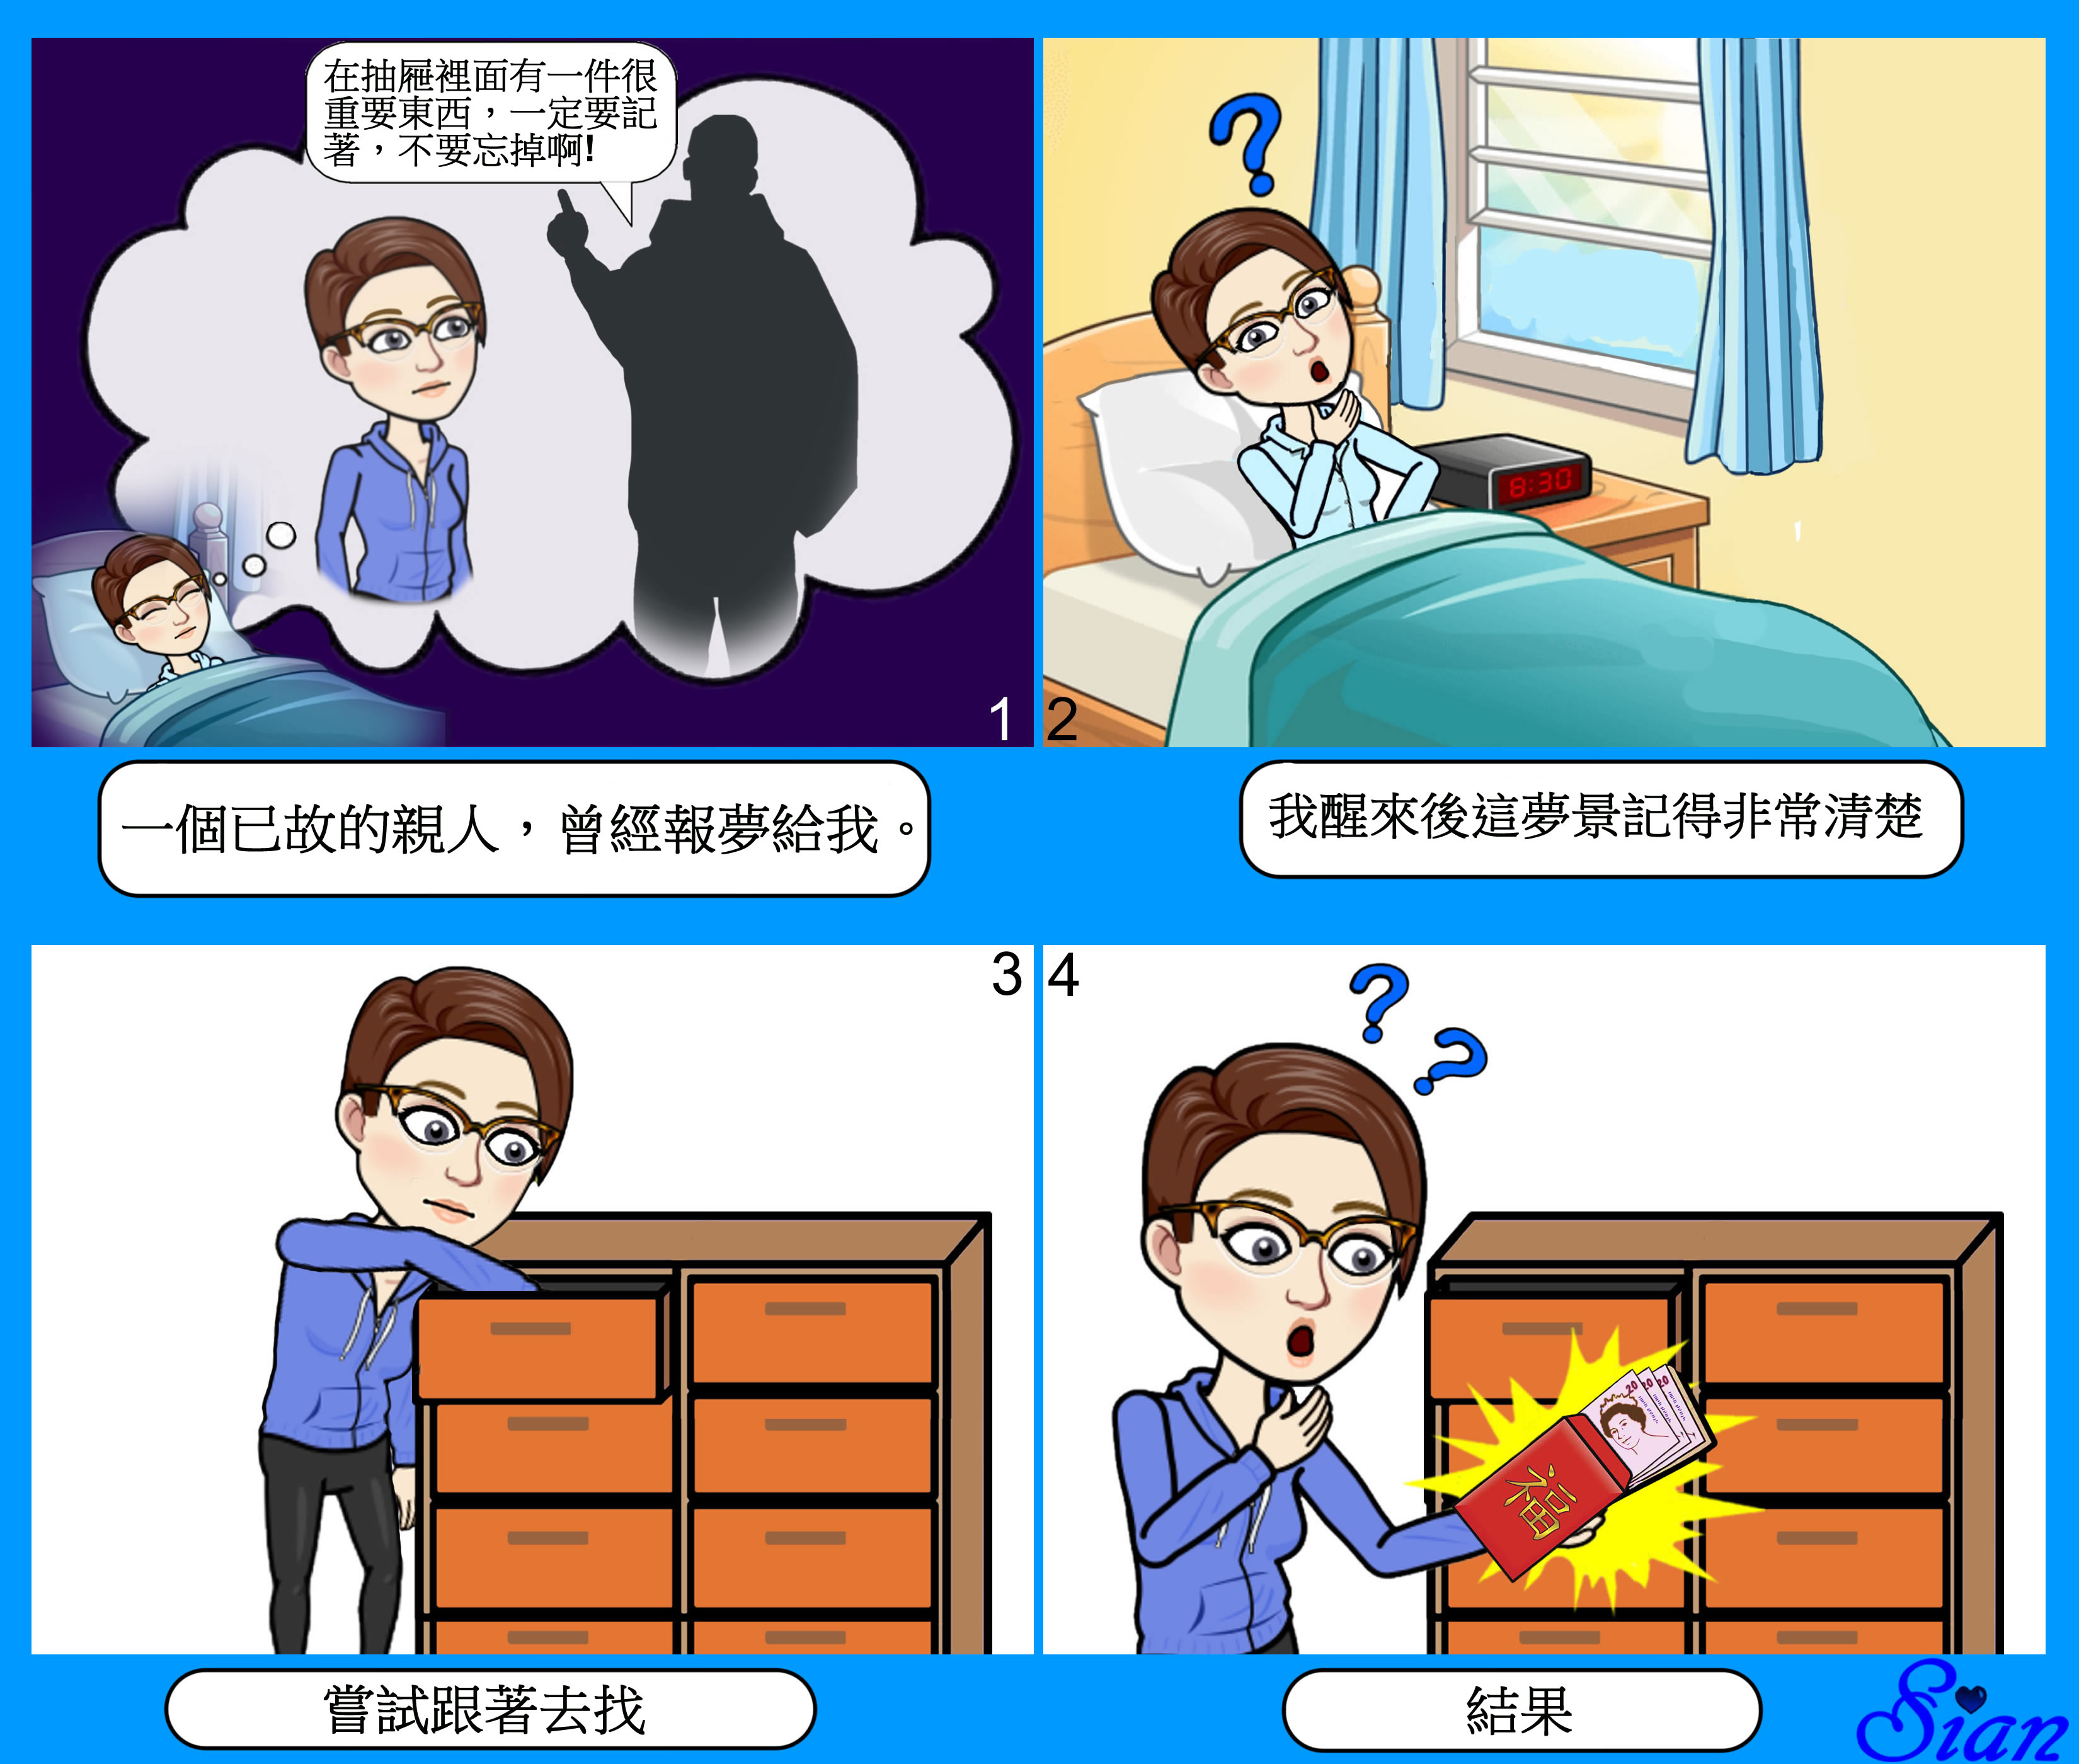 在抽屜裡面有一件很
重要東西，一定要記
著，不要忘掉啊!
1
一個已故的親人，曾經報夢給我。
?
8:30
2
我醒來後這夢景記得非常清楚
3
嘗試跟著去找
4
? ?
20 20 20
福
結果
Sian